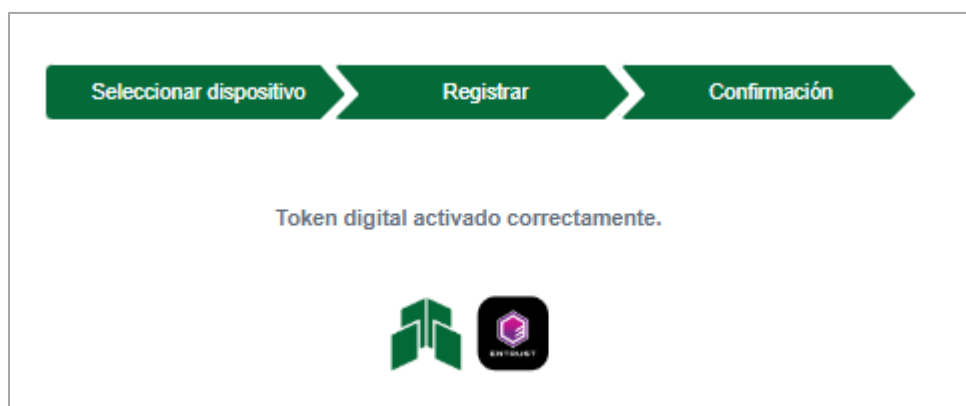 Seleccionar dispositivo Registrar Confirmación
Token digital activado correctamente.
ENTRUST